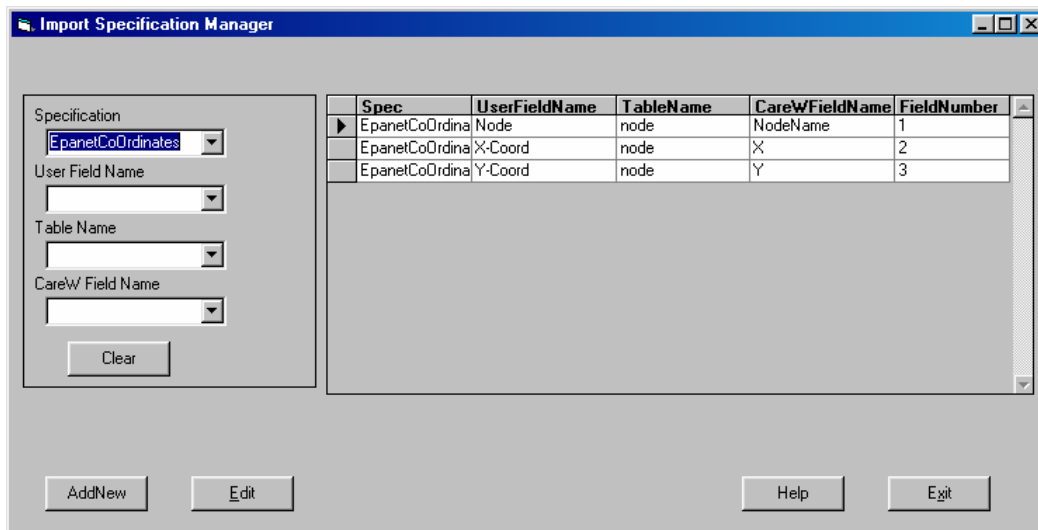 Import Specification Manager
Specification
EpanetCoOrdinates
User Field Name
Table Name
CareW Field Name
Clear
Spec UserFieldName TableName CareWFieldName FieldNumber
EpanetCoOrdina Node node NodeName 1
EpanetCoOrdina X-Coord node X 2
EpanetCoOrdina Y-Coord node Y 3
AddNew Edit Help Exit